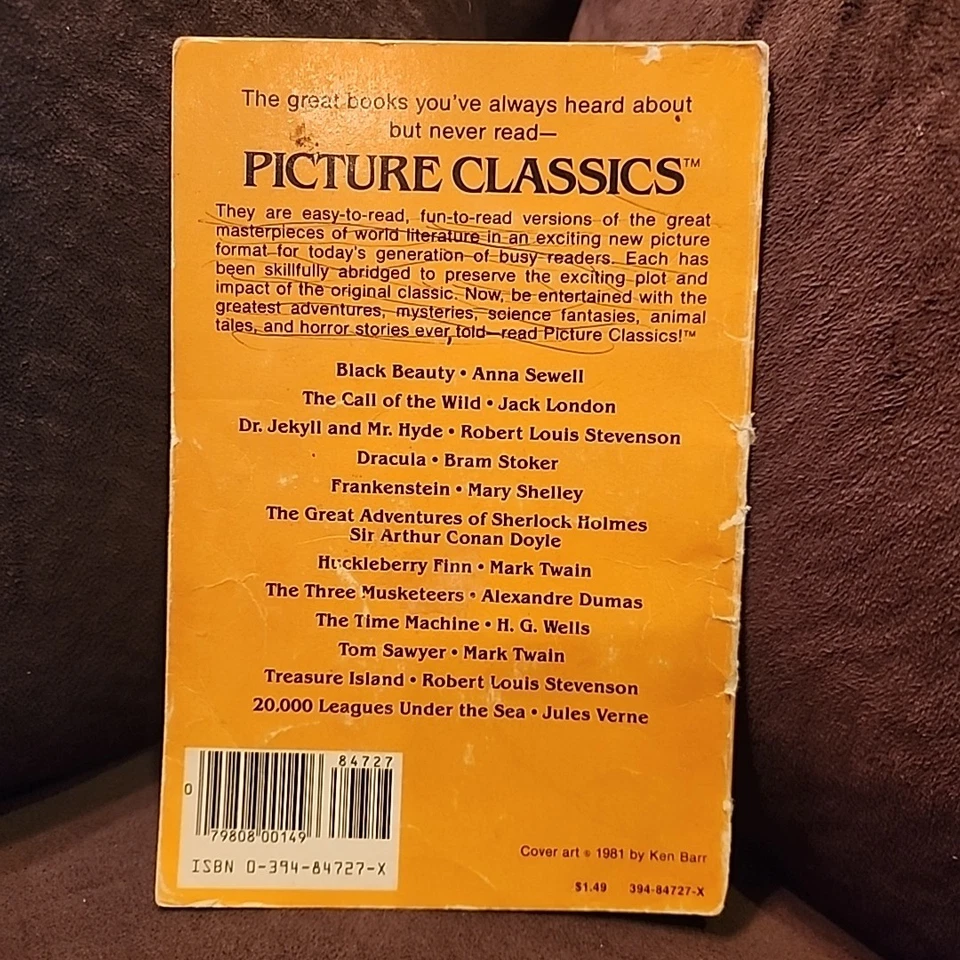 The great books you've always heard about
but never read—
PICTURE CLASSICS™
They are easy-to-read, fun-to-read versions of the great
masterpieces of world literature in an exciting new picture
format for today's generation of busy readers. Each has
been skillfully abridged to preserve the exciting plot and
impact of the original classic. Now, be entertained with the
greatest adventures, mysteries, science fantasies, animal
tales, and horror stories ever told—read Picture Classics!™
Black Beauty • Anna Sewell
The Call of the Wild • Jack London
Dr. Jekyll and Mr. Hyde • Robert Louis Stevenson
Dracula • Bram Stoker
Frankenstein • Mary Shelley
The Great Adventures of Sherlock Holmes
Sir Arthur Conan Doyle
Huckleberry Finn • Mark Twain
The Three Musketeers • Alexandre Dumas
The Time Machine • H. G. Wells
Tom Sawyer • Mark Twain
Treasure Island • Robert Louis Stevenson
20,000 Leagues Under the Sea • Jules Verne
84727
0
79808 00149
ISBN 0-394-84727-X
Cover art © 1981 by Ken Barr
$1.49 394-84727-X